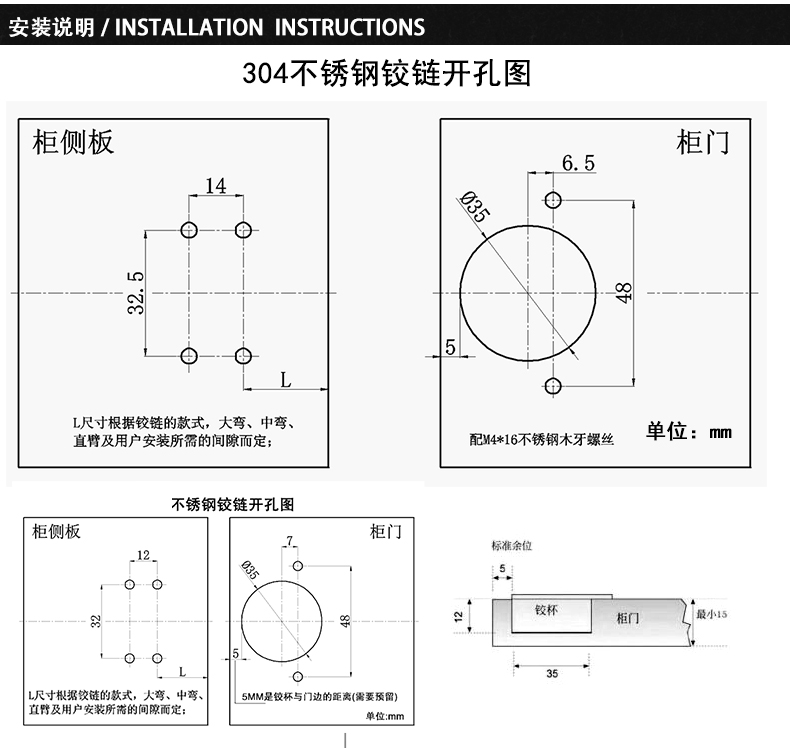 安装说明 / INSTALLATION INSTRUCTIONS
304不锈钢铰链开孔图
柜侧板
14
32.5
L
L尺寸根据铰链的款式，大弯、中弯、
直臂及用户安装所需的间隙而定；
柜门
6.5
Ø35
48
5
配M4*16不锈钢木牙螺丝
单位：mm
不锈钢铰链开孔图
柜侧板
12
32
L
L尺寸根据铰链的款式，大弯、中弯、
直臂及用户安装所需的间隙而定；
柜门
7
Ø35
48
5
5MM是铰杯与门边的距离(需要预留)
单位:mm
标准余位
5
12
铰杯
柜门
最小15
35